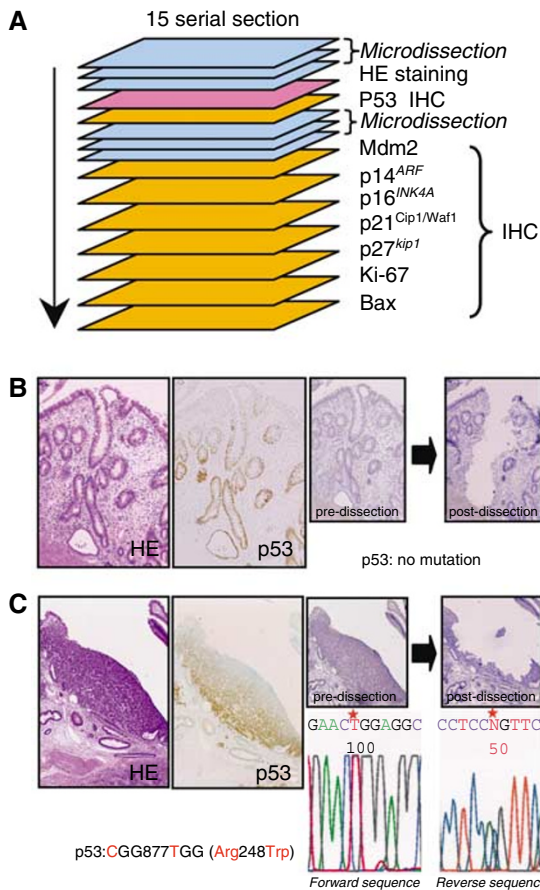 A
15 serial section
Microdissection
HE staining
P53 IHC
Microdissection
Mdm2
p14ARF
p16INK4A
p21Cip1/Waf1
p27kip1
Ki-67
Bax
IHC
B
HE
p53
pre-dissection
post-dissection
p53: no mutation
C
HE
p53
pre-dissection
post-dissection
GAACTGGAGGC
CCTCCNGTTC
100
50
p53:CGG877TGG (Arg248Trp)
Forward sequence
Reverse sequence